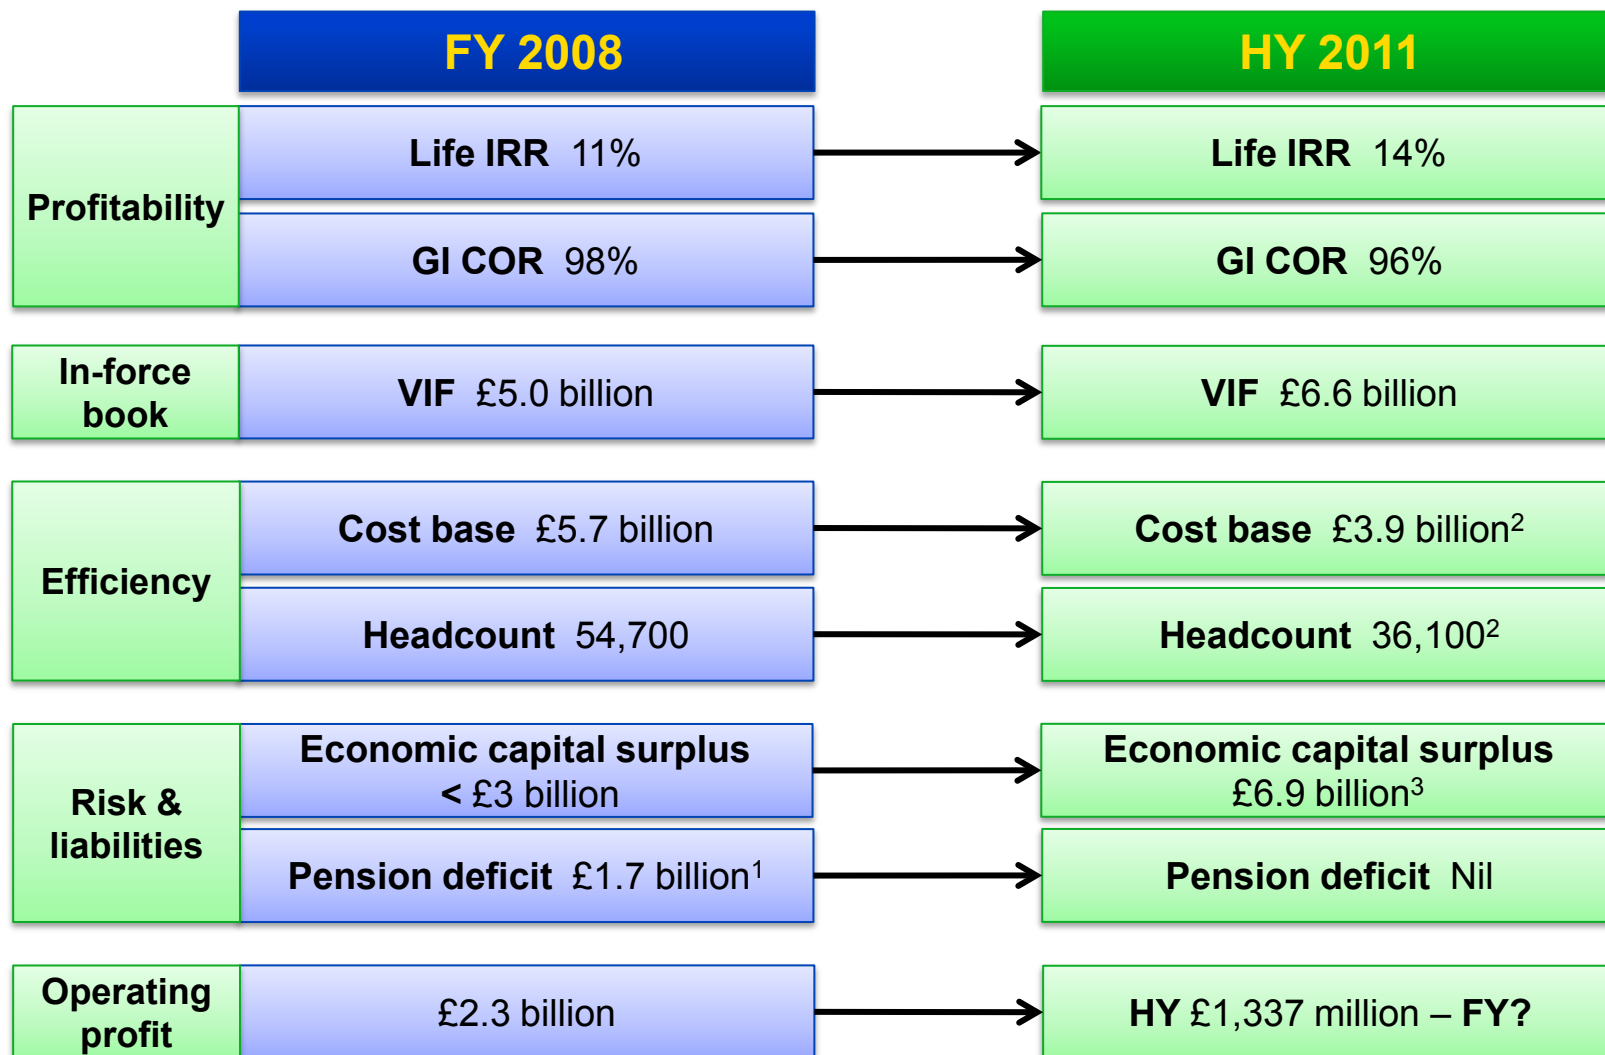 FY 2008
HY 2011
Profitability
Life IRR 11%
Life IRR 14%
GI COR 98%
GI COR 96%
In-force
book
VIF £5.0 billion
VIF £6.6 billion
Efficiency
Cost base £5.7 billion
Cost base £3.9 billion²
Headcount 54,700
Headcount 36,100²
Risk &
liabilities
Economic capital surplus
< £3 billion
Economic capital surplus
£6.9 billion³
Pension deficit £1.7 billion¹
Pension deficit Nil
Operating
profit
£2.3 billion
HY £1,337 million – FY?